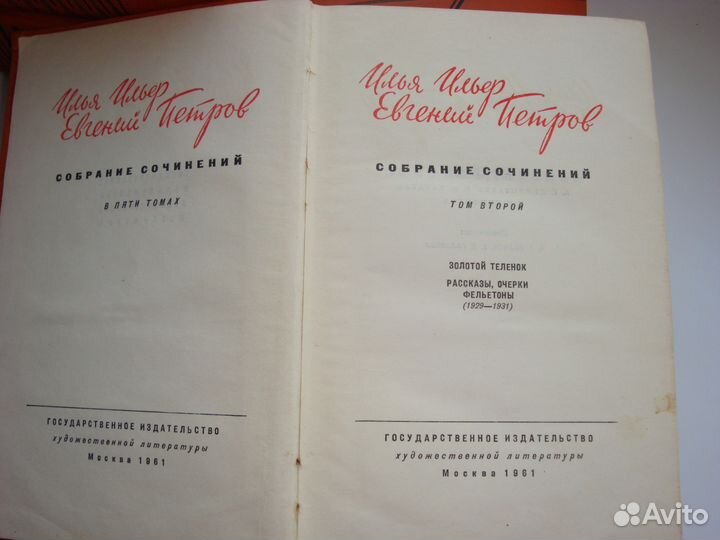 Илья Ильф
Евгений Петров
СОБРАНИЕ СОЧИНЕНИЙ
В ПЯТИ ТОМАХ
ГОСУДАРСТВЕННОЕ ИЗДАТЕЛЬСТВО
художественной литературы
Москва 1961
Илья Ильф
Евгений Петров
СОБРАНИЕ СОЧИНЕНИЙ
ТОМ ВТОРОЙ
ЗОЛОТОЙ ТЕЛЕНОК
РАССКАЗЫ, ОЧЕРКИ
ФЕЛЬЕТОНЫ
(1929—1931)
ГОСУДАРСТВЕННОЕ ИЗДАТЕЛЬСТВО
художественной литературы
Москва 1961
Avito